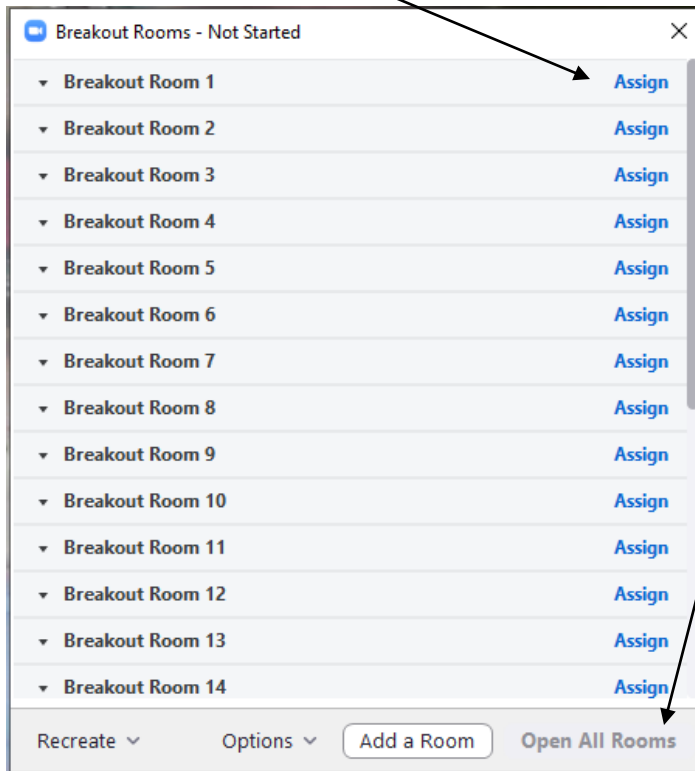 Breakout Rooms - Not Started
Breakout Room 1 Assign
Breakout Room 2 Assign
Breakout Room 3 Assign
Breakout Room 4 Assign
Breakout Room 5 Assign
Breakout Room 6 Assign
Breakout Room 7 Assign
Breakout Room 8 Assign
Breakout Room 9 Assign
Breakout Room 10 Assign
Breakout Room 11 Assign
Breakout Room 12 Assign
Breakout Room 13 Assign
Breakout Room 14 Assign
Recreate Options Add a Room Open All Rooms